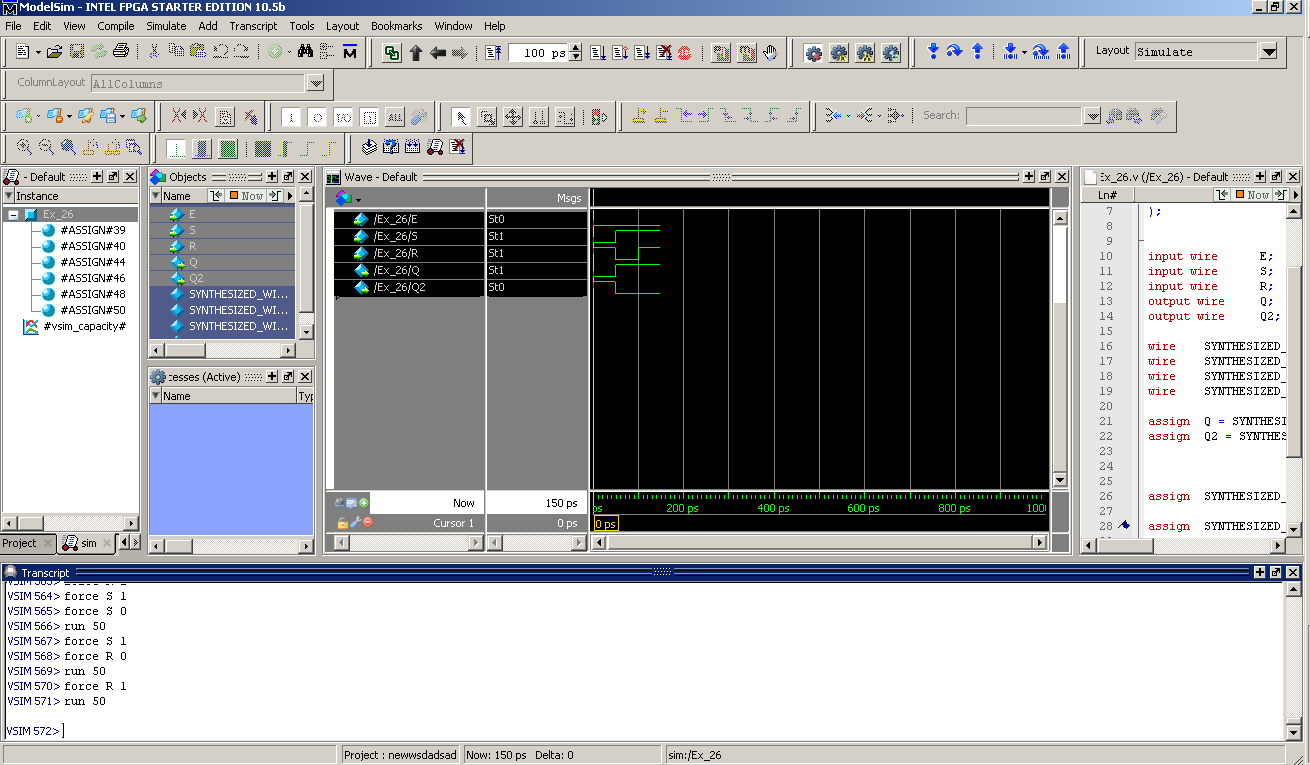 ModelSim - INTEL FPGA STARTER EDITION 10.5b
File Edit View Compile Simulate Add Transcript Tools Layout Bookmarks Window Help
100 ps
Layout Simulate
ColumnLayout AllColumns
Search:
- Default
Instance
Ex_26
#ASSIGN#39
#ASSIGN#40
#ASSIGN#44
#ASSIGN#46
#ASSIGN#48
#ASSIGN#50
#vsim_capacity#
Project
sim
Objects
Name
Now
E
S
R
Q
Q2
SYNTHESIZED_WI...
SYNTHESIZED_WI...
SYNTHESIZED_WI...
cesses (Active)
Name
Wave - Default
Msgs
/Ex_26/E St0
/Ex_26/S St1
/Ex_26/R St1
/Ex_26/Q St1
/Ex_26/Q2 St0
Now 150 ps
Cursor 1 0 ps
200 ps 400 ps 600 ps 800 ps
0 ps
Ex_26.v (/Ex_26) - Default
Ln#
Now
7 );
8
9
10 input wire E;
11 input wire S;
12 input wire R;
13 output wire Q;
14 output wire Q2;
15
16 wire SYNTHESIZED_
17 wire SYNTHESIZED_
18 wire SYNTHESIZED_
19 wire SYNTHESIZED_
20
21 assign Q = SYNTHESI
22 assign Q2 = SYNTHES
23
24
25
26 assign SYNTHESIZED_
27
28 assign SYNTHESIZED_
Transcript
VSIM 564> force S 1
VSIM 565> force S 0
VSIM 566> run 50
VSIM 567> force S 1
VSIM 568> force R 0
VSIM 569> run 50
VSIM 570> force R 1
VSIM 571> run 50
VSIM 572>
Project : newwsdadsad Now: 150 ps Delta: 0 sim:/Ex_26